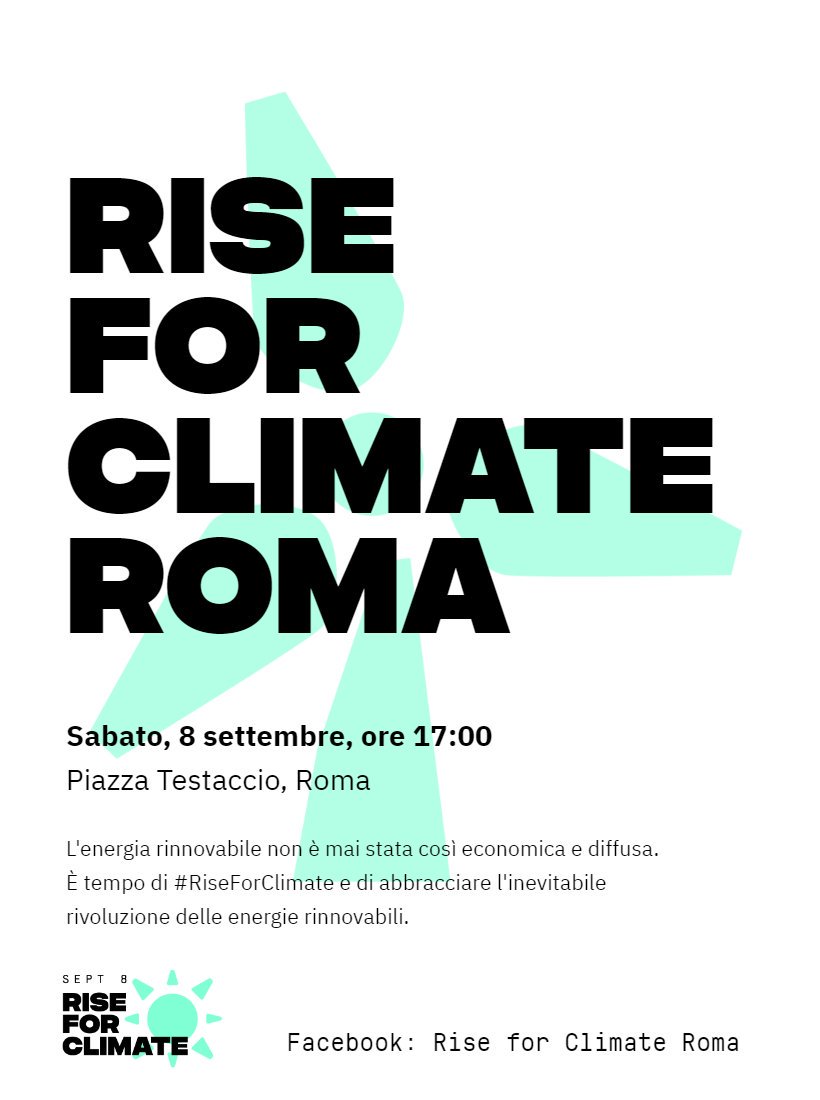 RISE
FOR
CLIMATE
ROMA
Sabato, 8 settembre, ore 17:00
Piazza Testaccio, Roma
L'energia rinnovabile non è mai stata così economica e diffusa.
È tempo di #RiseForClimate e di abbracciare l'inevitabile
rivoluzione delle energie rinnovabili.
SEPT 8
RISE
FOR
CLIMATE
Facebook: Rise for Climate Roma